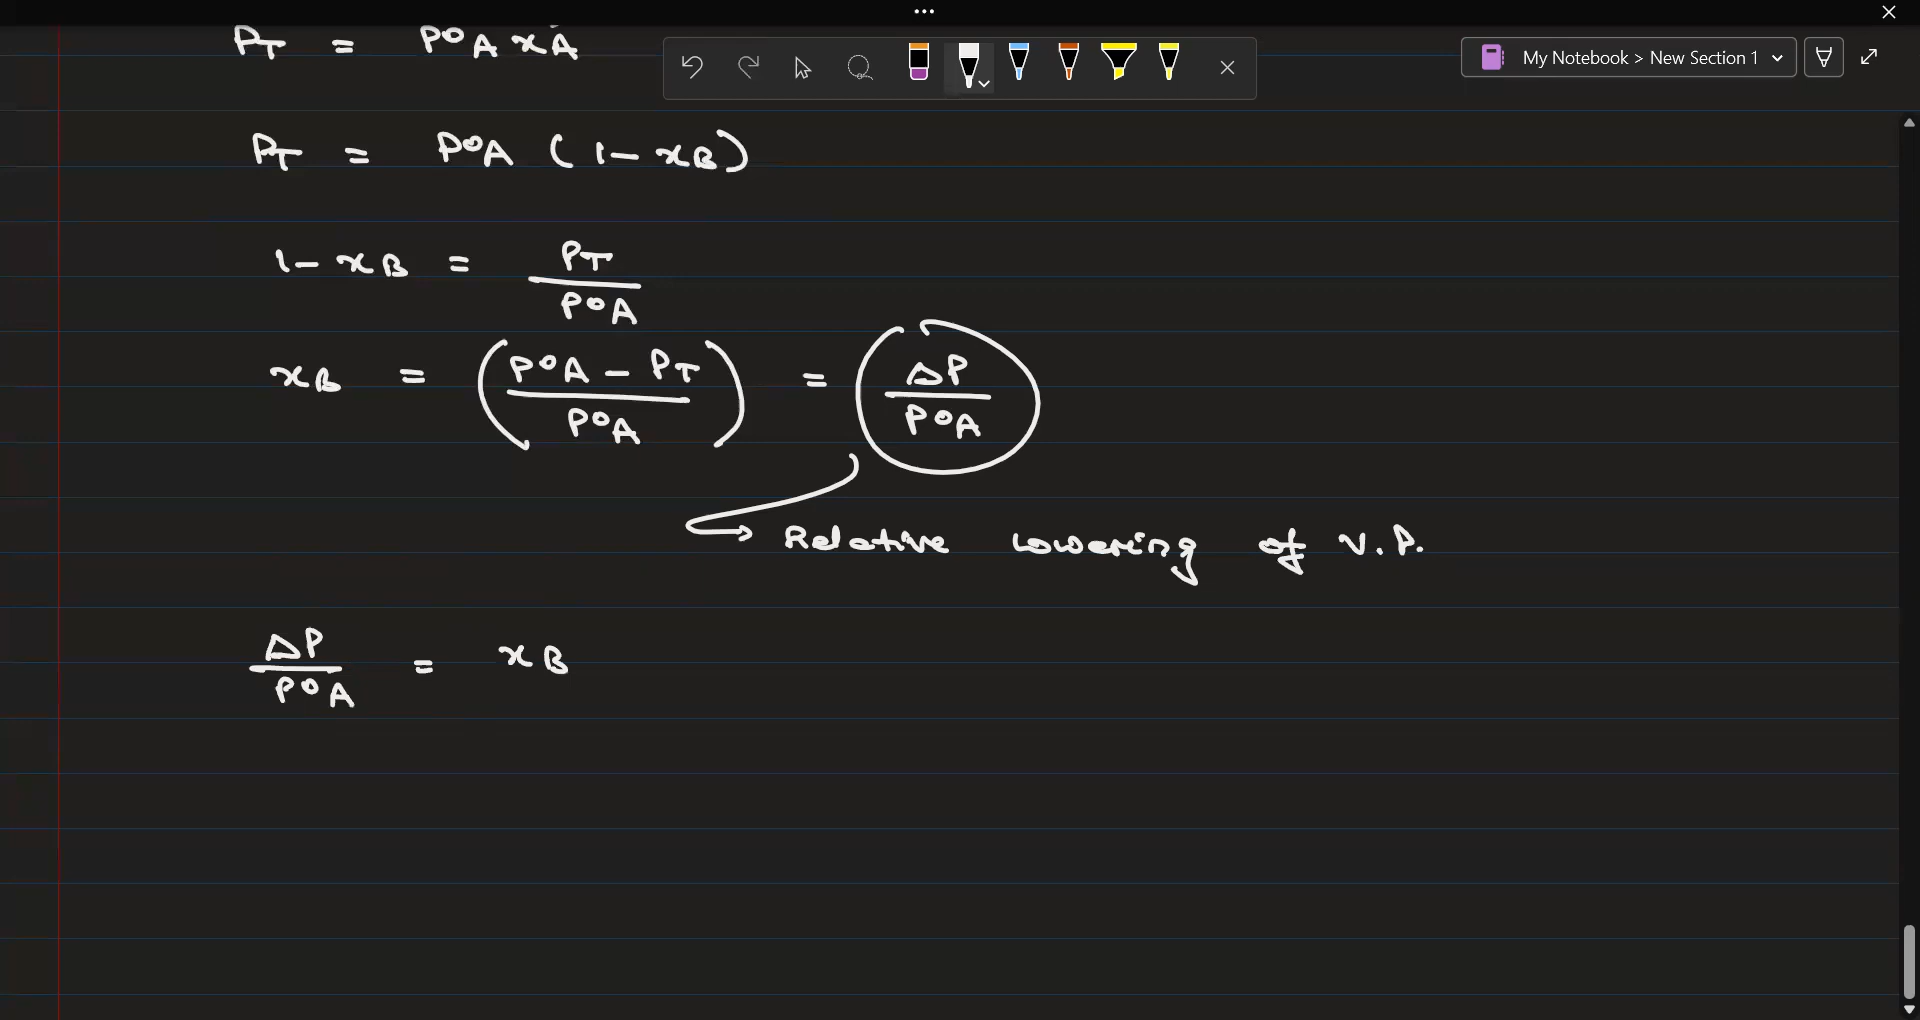 My Notebook > New Section 1
PT = P°A xA
PT = P°A (1 - xB)
1 - xB = PT / P°A
xB = (P°A - PT / P°A) = ΔP / P°A
→ Relative lowering of V.P.
ΔP / P°A = xB